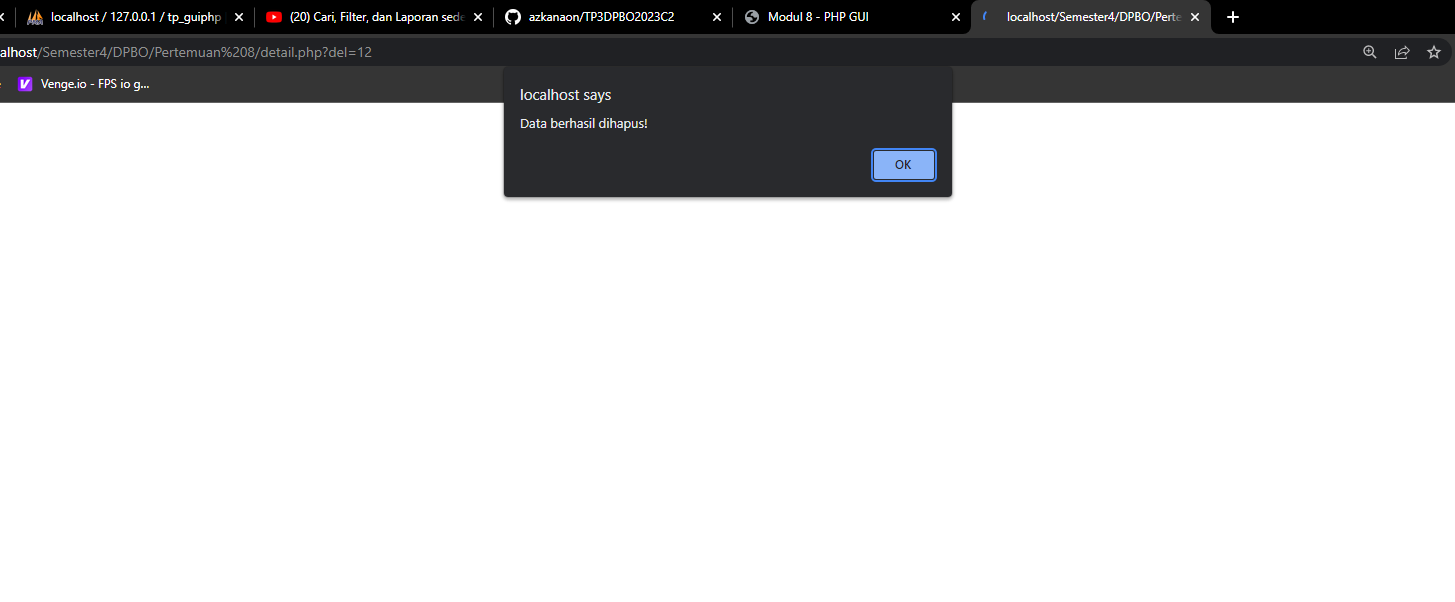 localhost / 127.0.0.1 / tp_guiphp
(20) Cari, Filter, dan Laporan sede
azkanaon/TP3DPBO2023C2
Modul 8 - PHP GUI
localhost/Semester4/DPBO/Perte
alhost/Semester4/DPBO/Pertemuan%208/detail.php?del=12
Venge.io - FPS io g...
localhost says
Data berhasil dihapus!
OK